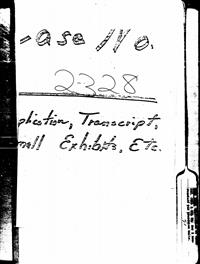 ase No.
2328
plication, Transcript,
mall Exhibits, Etc.